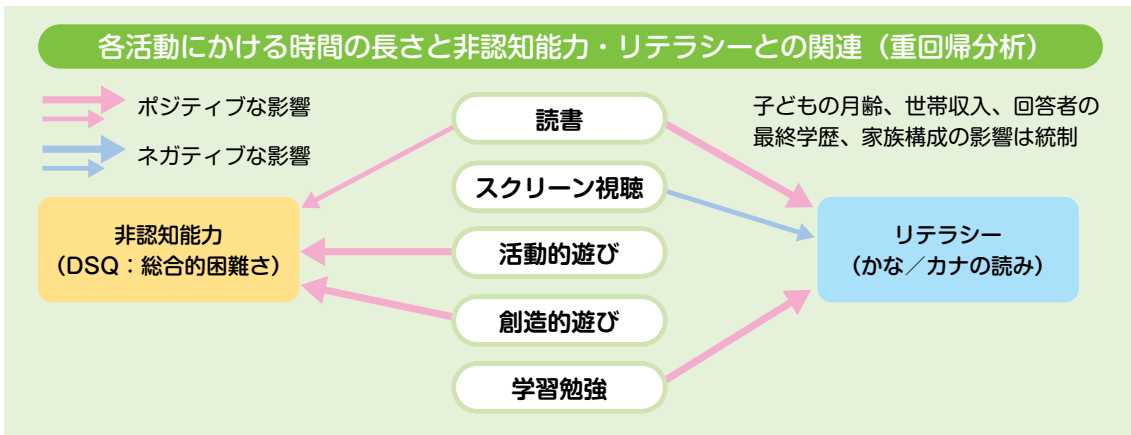 各活動にかける時間の長さと非認知能力・リテラシーとの関連（重回帰分析）
ポジティブな影響
ネガティブな影響
子どもの月齢、世帯収入、回答者の
最終学歴、家族構成の影響は統制
読書
スクリーン視聴
活動的遊び
創造的遊び
学習勉強
非認知能力
（DSQ：総合的困難さ）
リテラシー
（かな／カナの読み）